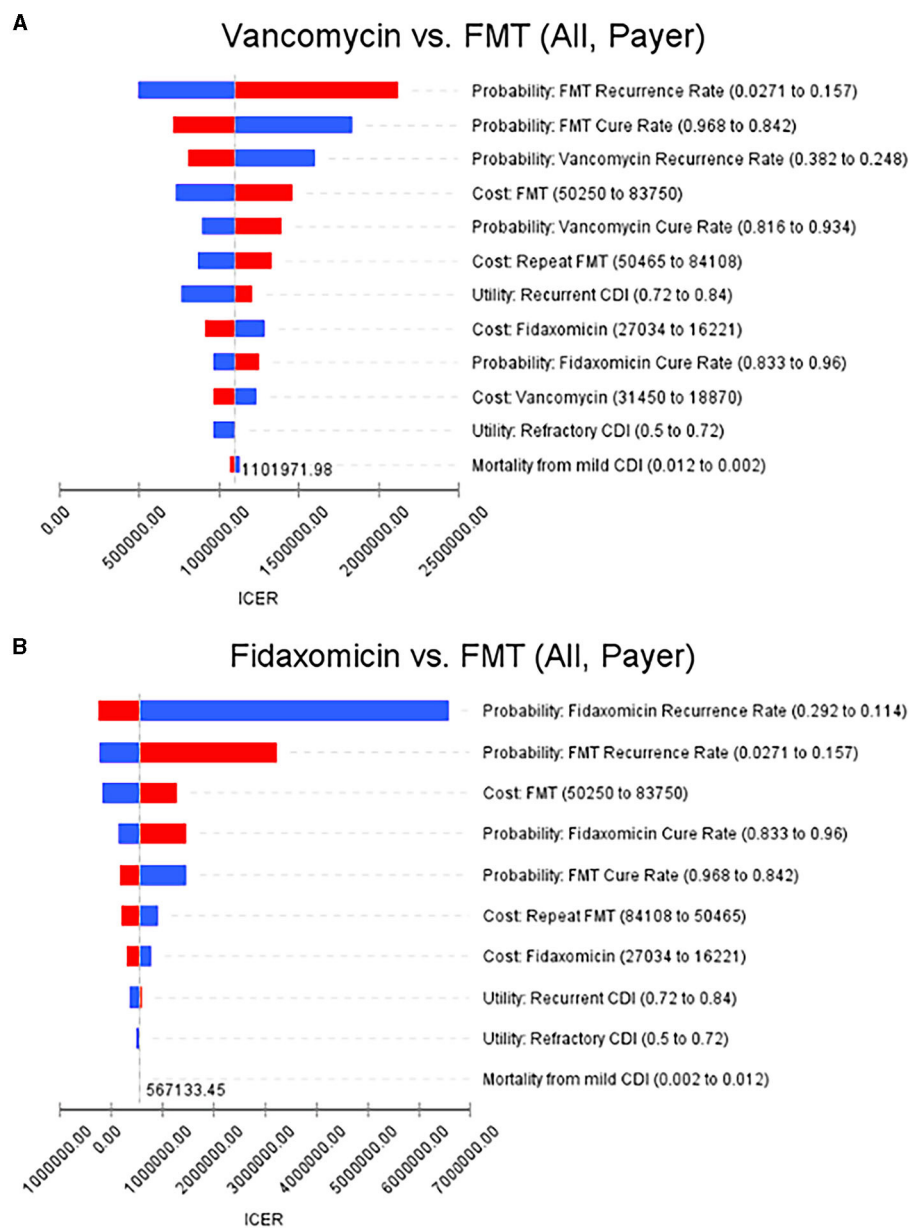 A
Vancomycin vs. FMT (All, Payer)
Probability: FMT Recurrence Rate (0.0271 to 0.157)
Probability: FMT Cure Rate (0.968 to 0.842)
Probability: Vancomycin Recurrence Rate (0.382 to 0.248)
Cost: FMT (50250 to 83750)
Probability: Vancomycin Cure Rate (0.816 to 0.934)
Cost: Repeat FMT (50465 to 84108)
Utility: Recurrent CDI (0.72 to 0.84)
Cost: Fidaxomicin (27034 to 16221)
Probability: Fidaxomicin Cure Rate (0.833 to 0.96)
Cost: Vancomycin (31450 to 18870)
Utility: Refractory CDI (0.5 to 0.72)
1101971.98 Mortality from mild CDI (0.012 to 0.002)
0.00 500000.00 1000000.00 1500000.00 2000000.00 2500000.00
ICER
B
Fidaxomicin vs. FMT (All, Payer)
Probability: Fidaxomicin Recurrence Rate (0.292 to 0.114)
Probability: FMT Recurrence Rate (0.0271 to 0.157)
Cost: FMT (50250 to 83750)
Probability: Fidaxomicin Cure Rate (0.833 to 0.96)
Probability: FMT Cure Rate (0.968 to 0.842)
Cost: Repeat FMT (84108 to 50465)
Cost: Fidaxomicin (27034 to 16221)
Utility: Recurrent CDI (0.72 to 0.84)
Utility: Refractory CDI (0.5 to 0.72)
Mortality from mild CDI (0.002 to 0.012)
567133.45
1000000.00 0.00 1000000.00 2000000.00 3000000.00 4000000.00 5000000.00 6000000.00 7000000.00
ICER